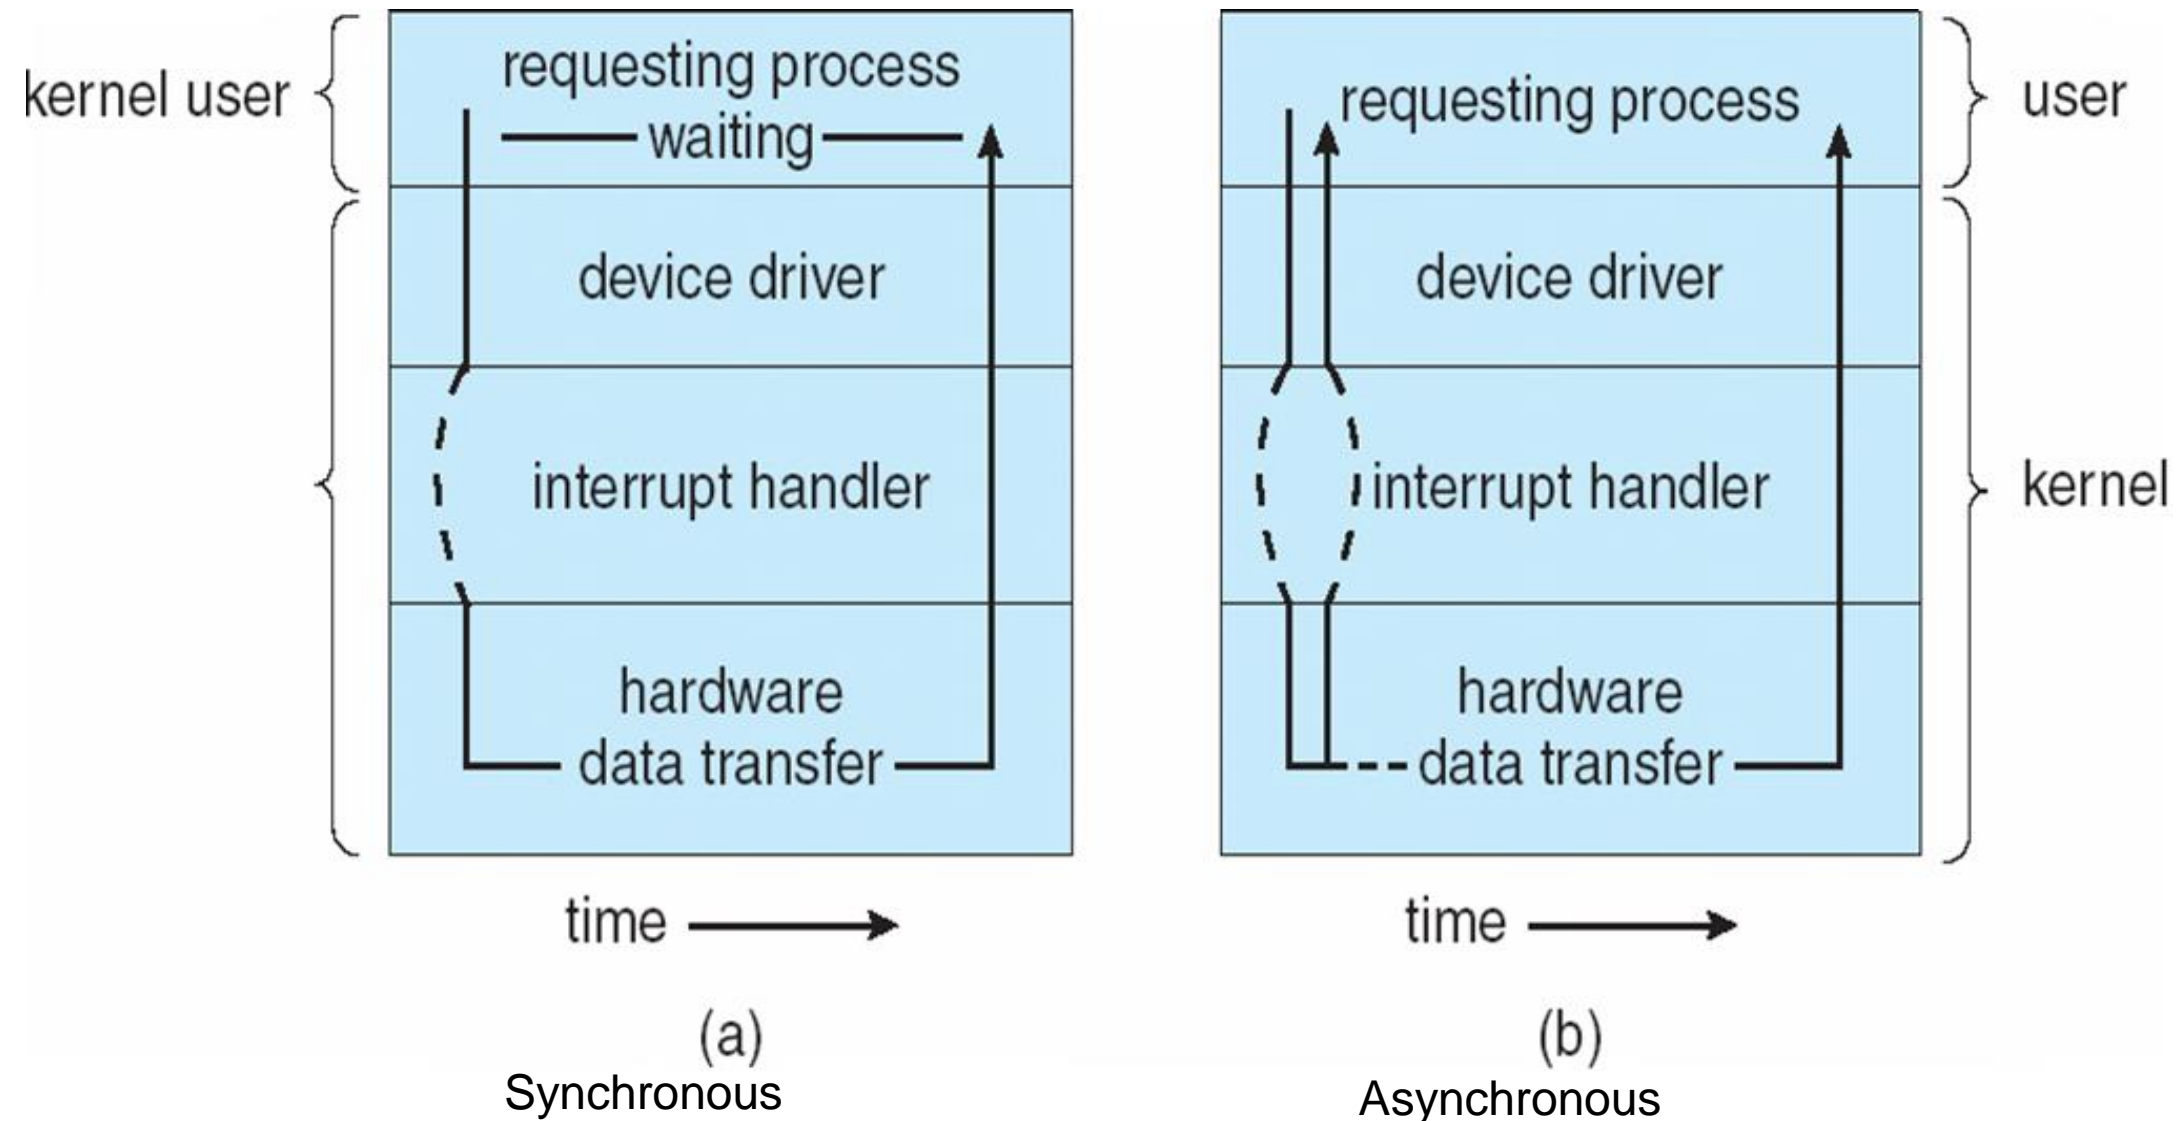 kernel user
requesting process
waiting
device driver
interrupt handler
hardware
data transfer
time
(a)
Synchronous
requesting process
user
device driver
interrupt handler
kernel
hardware
data transfer
time
(b)
Asynchronous